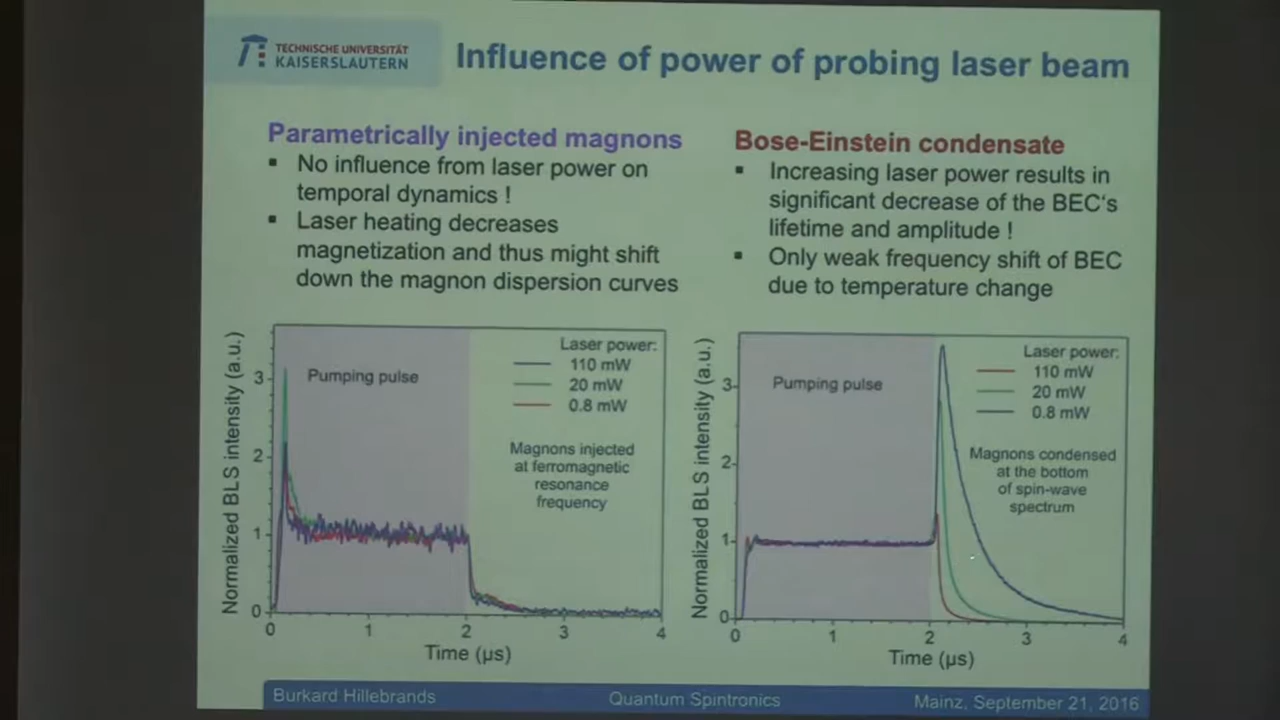 TECHNISCHE UNIVERSITÄT
KAISERSLAUTERN
Influence of power of probing laser beam
Parametrically injected magnons
▪ No influence from laser power on
temporal dynamics !
▪ Laser heating decreases
magnetization and thus might shift
down the magnon dispersion curves
Bose-Einstein condensate
▪ Increasing laser power results in
significant decrease of the BEC's
lifetime and amplitude !
▪ Only weak frequency shift of BEC
due to temperature change
Normalized BLS intensity (a.u.)
3
2
1
0
Pumping pulse
Laser power:
110 mW
20 mW
0.8 mW
Magnons injected
at ferromagnetic
resonance
frequency
0 1 2 3 4
Time (µs)
Normalized BLS intensity (a.u.)
3
2
1
0
Pumping pulse
Laser power:
110 mW
20 mW
0.8 mW
Magnons condensed
at the bottom
of spin-wave
spectrum
0 1 2 3 4
Time (µs)
Burkard Hillebrands Quantum Spintronics Mainz, September 21, 2016